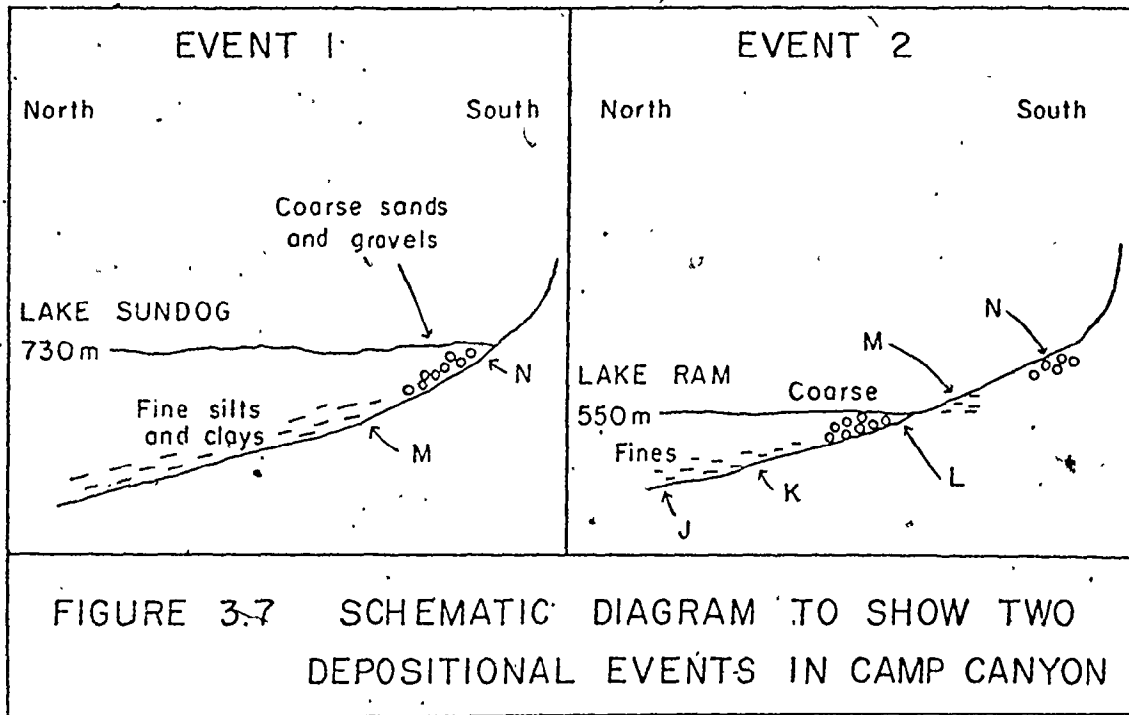 EVENT 1
North
South
Coarse sands
and gravels
LAKE SUNDOG
730m
N
Fine silts
and clays
M
EVENT 2
North
South
N
M
LAKE RAM
Coarse
550m
Fines
L
K
J
FIGURE 3.7 SCHEMATIC DIAGRAM TO SHOW TWO
DEPOSITIONAL EVENTS IN CAMP CANYON